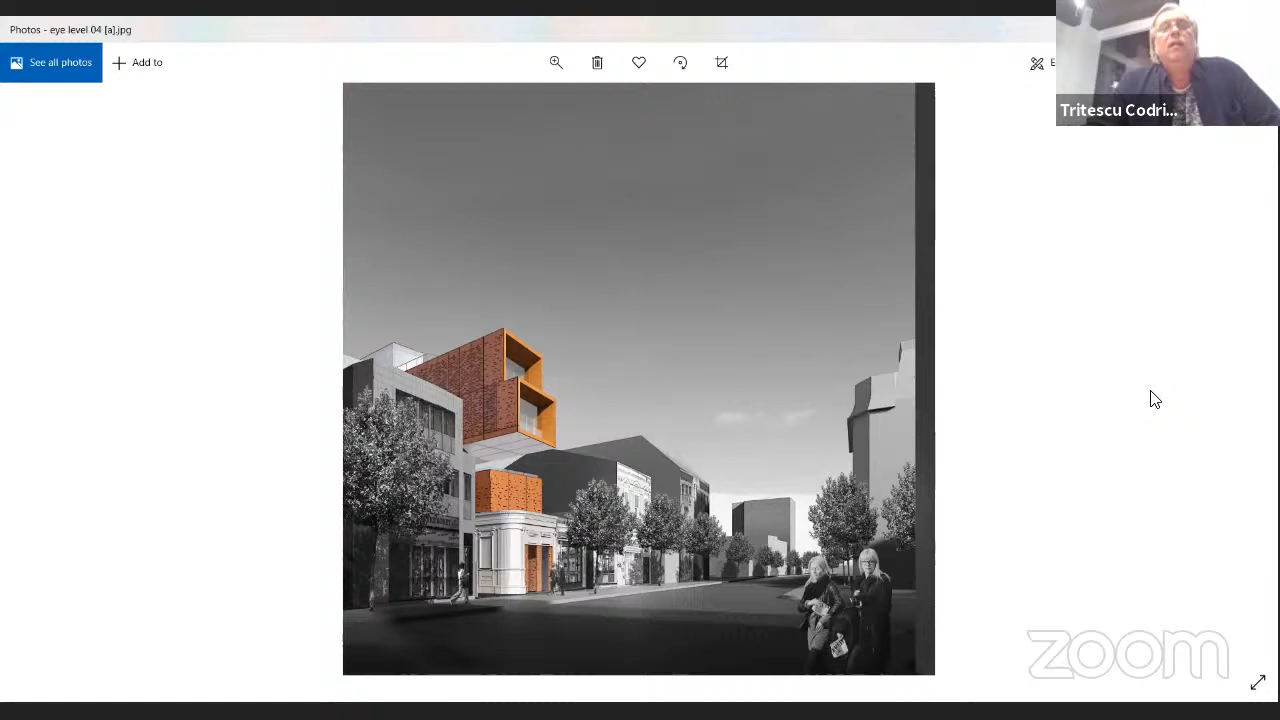 Photos - eye level 04 [a].jpg
See all photos
Add to
Tritescu Codri...
zoom